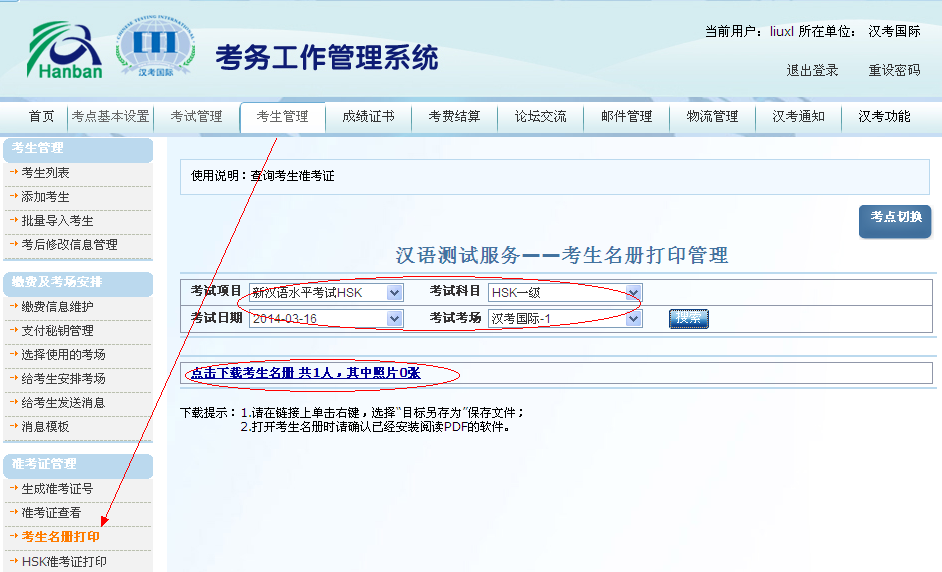 当前用户：liuxl 所在单位： 汉考国际
Hanban
CHINESE TESTING INTERNATIONAL
汉考国际
考务工作管理系统
退出登录 重设密码
首页 考点基本设置 考试管理 考生管理 成绩证书 考费结算 论坛交流 邮件管理 物流管理 汉考通知 汉考功能
考生管理
考生列表
添加考生
批量导入考生
考后修改信息管理
缴费及考场安排
缴费信息维护
支付秘钥管理
选择使用的考场
给考生安排考场
给考生发送消息
消息模板
准考证管理
生成准考证号
准考证查看
考生名册打印
HSK准考证打印
使用说明：查询考生准考证
考点切换
汉语测试服务——考生名册打印管理
考试项目 新汉语水平考试HSK 考试科目 HSK一级
考试日期 2014-03-16 考试考场 汉考国际-1 搜索
点击下载考生名册 共1人，其中照片0张
下载提示：1.请在链接上单击右键，选择“目标另存为”保存文件；
2.打开考生名册时请确认已经安装阅读PDF的软件。